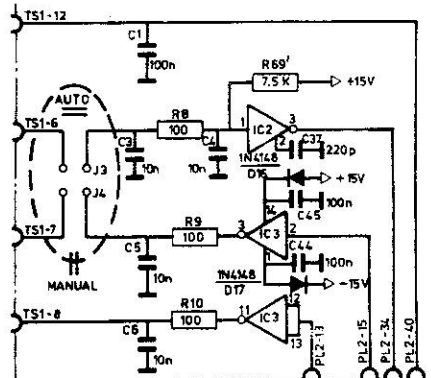 TS1-12
C1
100n
R69'
7.5K
+15V
AUTO
TS1-6
R8
100
1
IC2
3
2
C37
220p
C3
10n
C4
10n
J3
J4
1N4148
D16
+15V
C45
100n
14
R9
100
3
IC3
2
TS1-7
C5
10n
1
C44
100n
1N4148
D17
-15V
MANUAL
R10
100
11
IC3
12
13
TS1-8
C6
10n
PL2-13
PL2-15
PL2-34
PL2-40